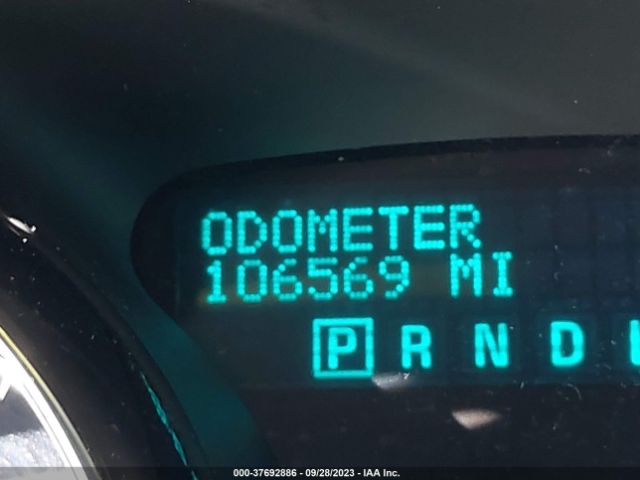 ODOMETER
106569 MI
P R N D
000-37692886 - 09/28/2023 - IAA Inc.